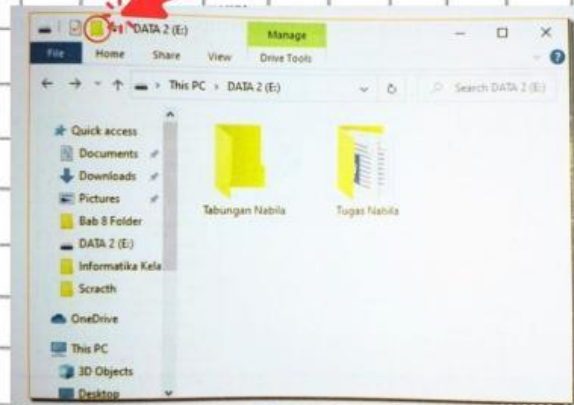 DATA 2 (E:)
Manage
File
Home
Share
View
Drive Tools
This PC > DATA 2 (E:)
Search DATA 2 (E:)
Quick access
Documents
Downloads
Pictures
Bab 8 Folder
DATA 2 (E:)
Informatika Kela
Scracth
OneDrive
This PC
3D Objects
Desktop
Tabungan Nabila
Tugas Nabila